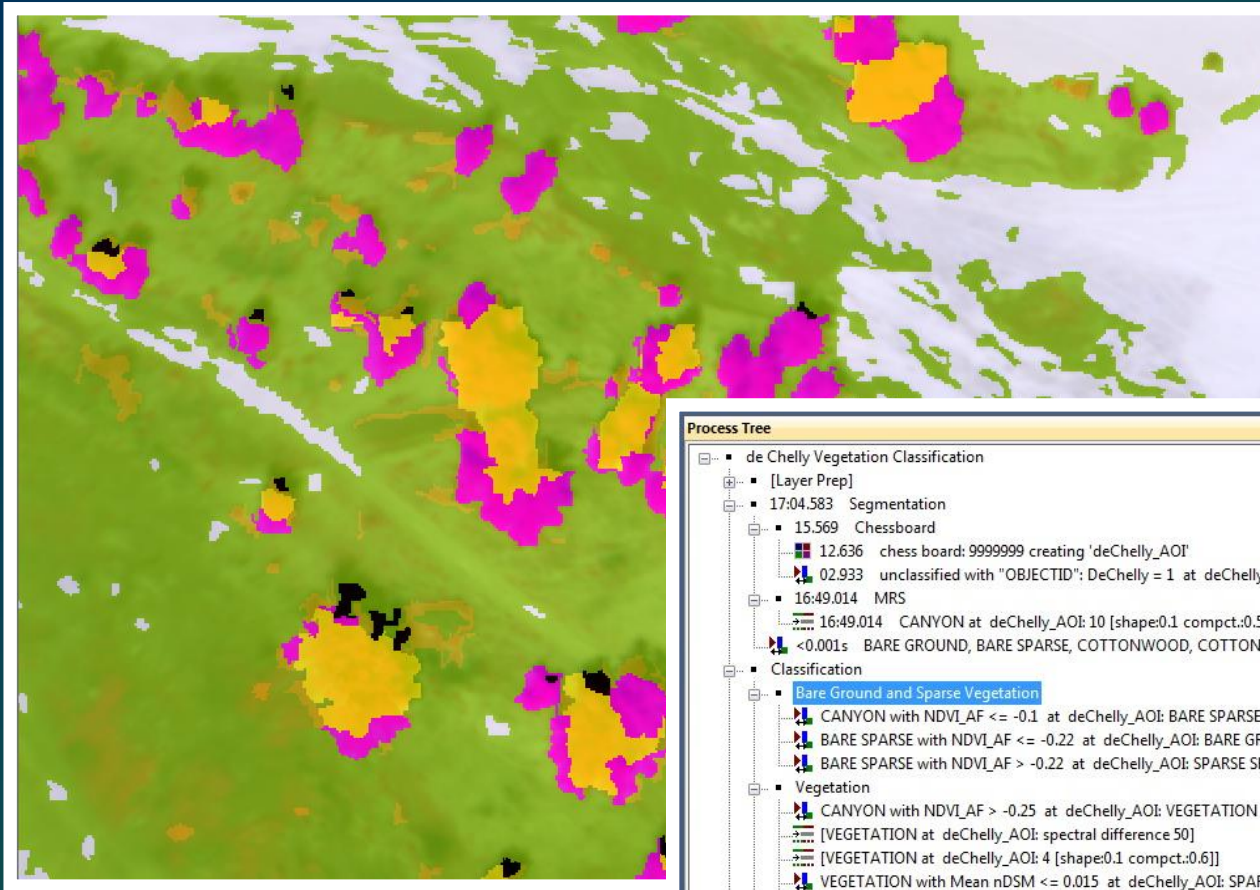 Process Tree
de Chelly Vegetation Classification
[Layer Prep]
17:04.583 Segmentation
15.569 Chessboard
12.636 chess board: 9999999 creating 'deChelly_AOI'
02.933 unclassified with "OBJECTID": DeChelly = 1 at deChelly
16:49.014 MRS
16:49.014 CANYON at deChelly_AOI: 10 [shape:0.1 compct.:0.5
<0.001s BARE GROUND, BARE SPARSE, COTTONWOOD, COTTON
Classification
Bare Ground and Sparse Vegetation
CANYON with NDVI_AF <= -0.1 at deChelly_AOI: BARE SPARSE
BARE SPARSE with NDVI_AF <= -0.22 at deChelly_AOI: BARE GR
BARE SPARSE with NDVI_AF > -0.22 at deChelly_AOI: SPARSE S
Vegetation
CANYON with NDVI_AF > -0.25 at deChelly_AOI: VEGETATION
[VEGETATION at deChelly_AOI: spectral difference 50]
[VEGETATION at deChelly_AOI: 4 [shape:0.1 compct.:0.6]]
VEGETATION with Mean nDSM <= 0.015 at deChelly_AOI: SPAR